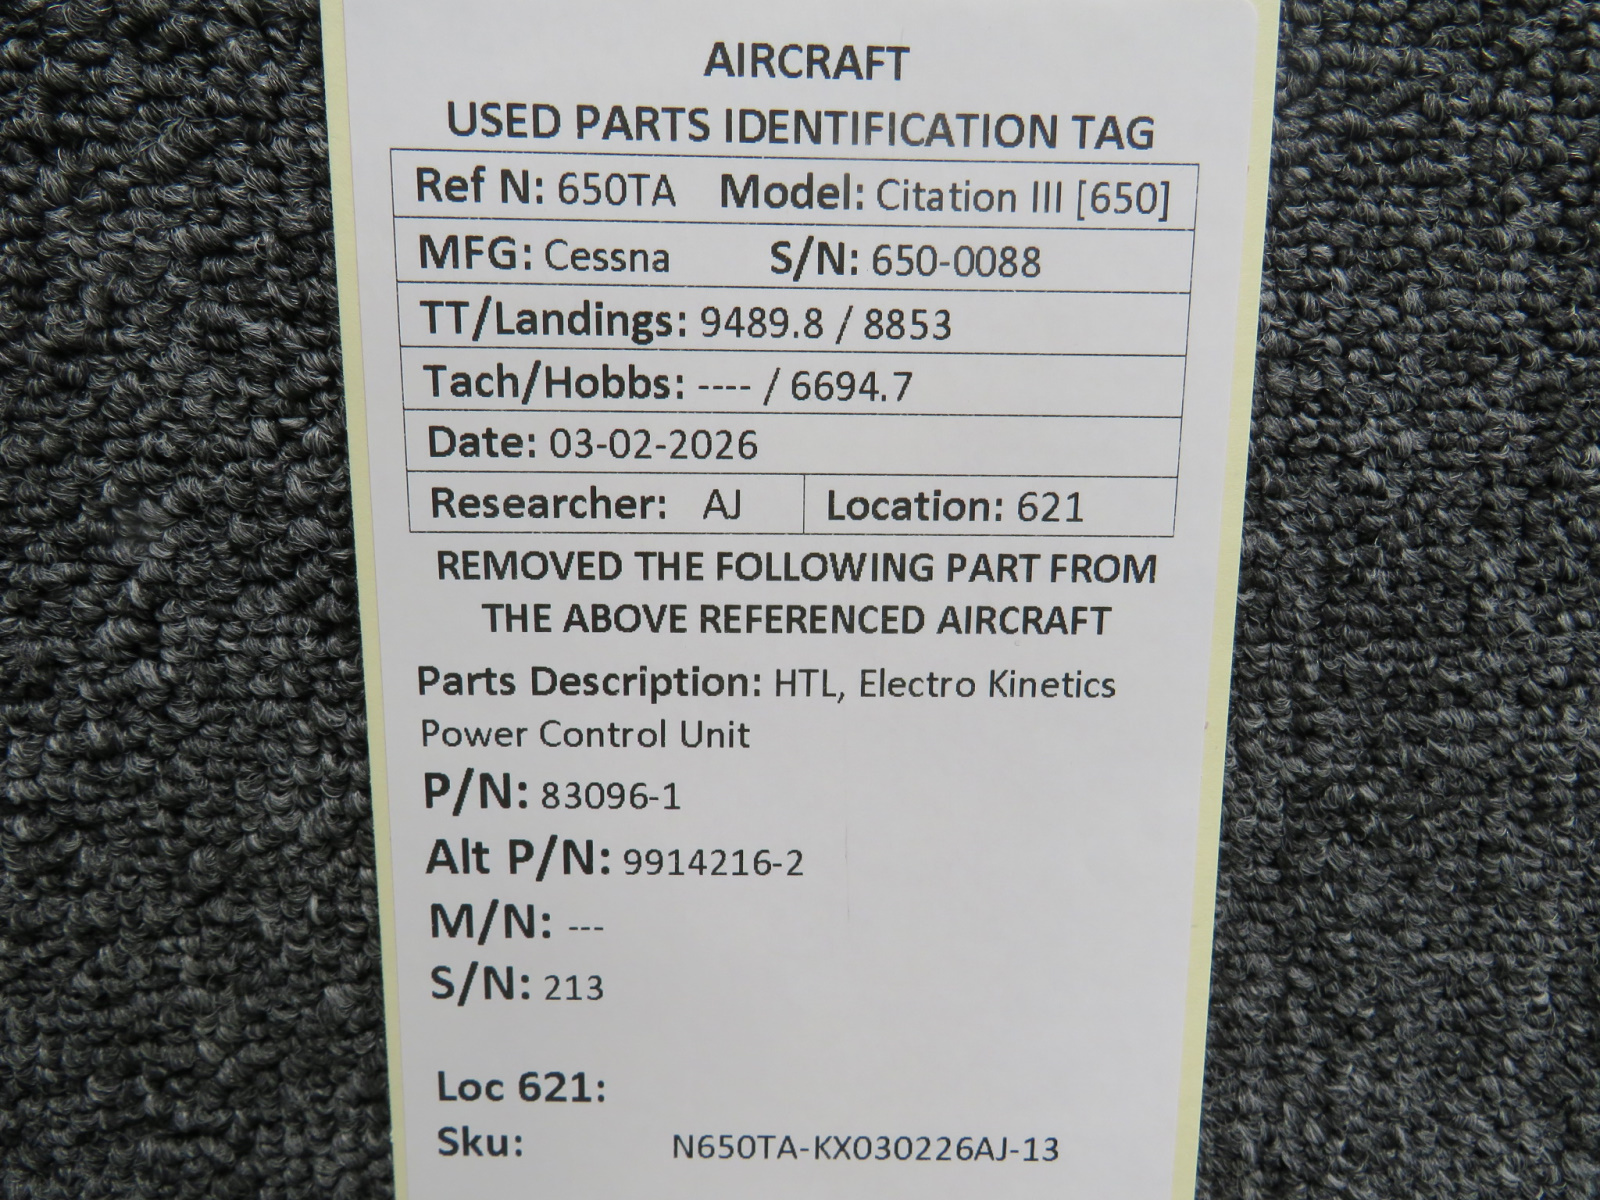 AIRCRAFT
USED PARTS IDENTIFICATION TAG
Ref N: 650TA Model: Citation III [650]
MFG: Cessna S/N: 650-0088
TT/Landings: 9489.8 / 8853
Tach/Hobbs: ---- / 6694.7
Date: 03-02-2026
Researcher: AJ Location: 621
REMOVED THE FOLLOWING PART FROM
THE ABOVE REFERENCED AIRCRAFT
Parts Description: HTL, Electro Kinetics
Power Control Unit
P/N: 83096-1
Alt P/N: 9914216-2
M/N: ---
S/N: 213
Loc 621:
Sku: N650TA-KX030226AJ-13